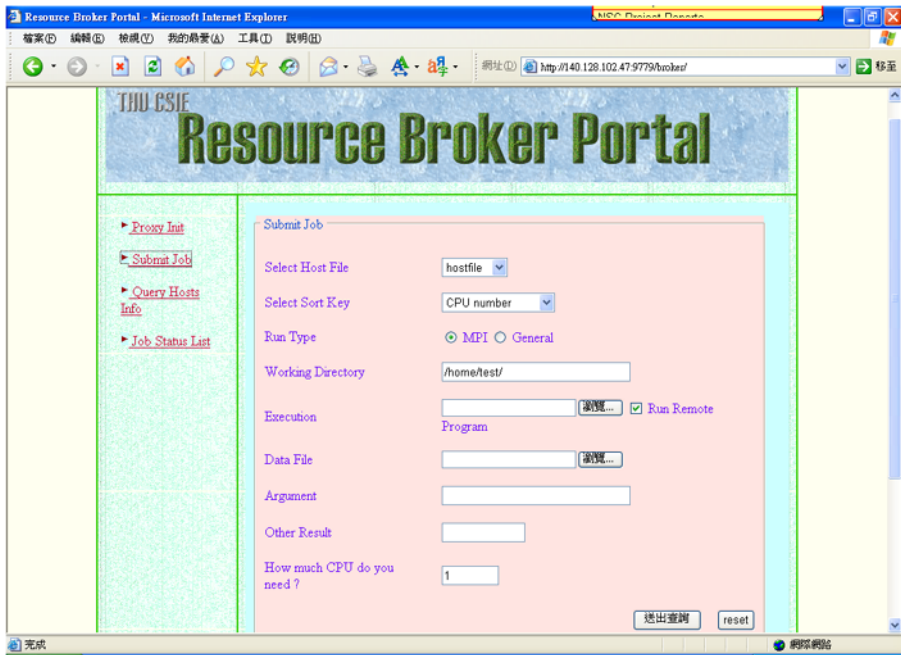 Resource Broker Portal - Microsoft Internet Explorer
NSC Project Reports
檔案(F) 編輯(E) 檢視(V) 我的最愛(A) 工具(T) 說明(H)
網址(D) http://140.128.102.47:9779/broker/ 移至
THU CSIE
Resource Broker Portal
Proxy Init
Submit Job
Query Hosts
Info
Job Status List
Submit Job
Select Host File hostfile
Select Sort Key CPU number
Run Type MPI General
Working Directory /home/test/
Execution 瀏覽... Run Remote
Program
Data File 瀏覽...
Argument
Other Result
How much CPU do you
need ? 1
送出查詢 reset
完成 網際網路